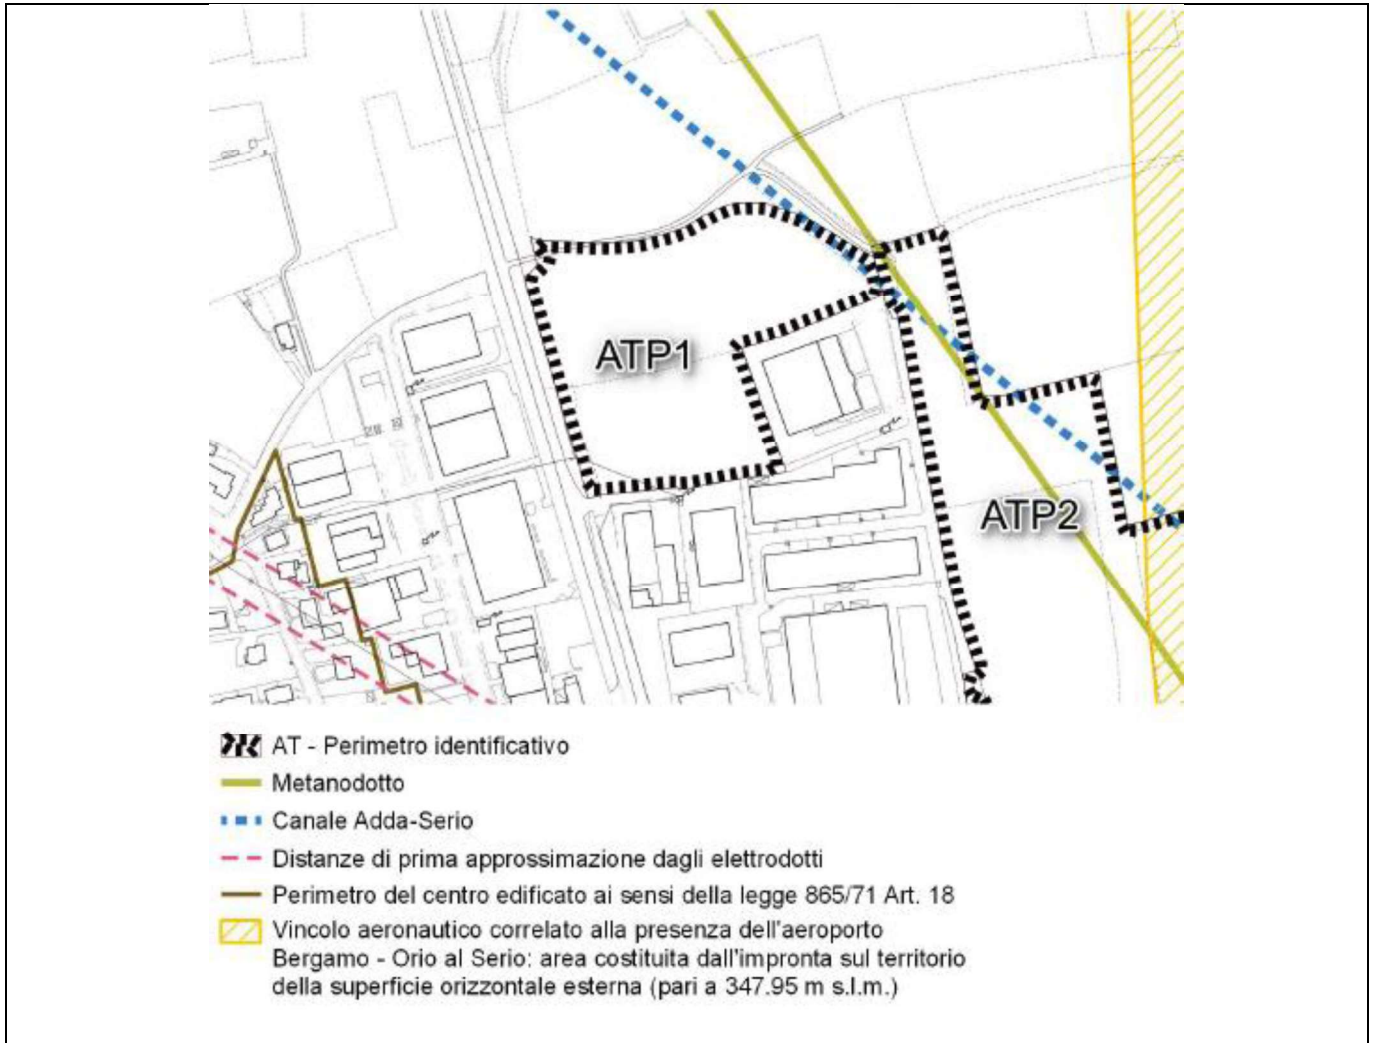 ATP1
ATP2
AT - Perimetro identificativo
Metanodotto
Canale Adda-Serio
Distanze di prima approssimazione dagli elettrodotti
Perimetro del centro edificato ai sensi della legge 865/71 Art. 18
Vincolo aeronautico correlato alla presenza dell'aeroporto
Bergamo - Orio al Serio: area costituita dall'impronta sul territorio
della superficie orizzontale esterna (pari a 347.95 m s.l.m.)